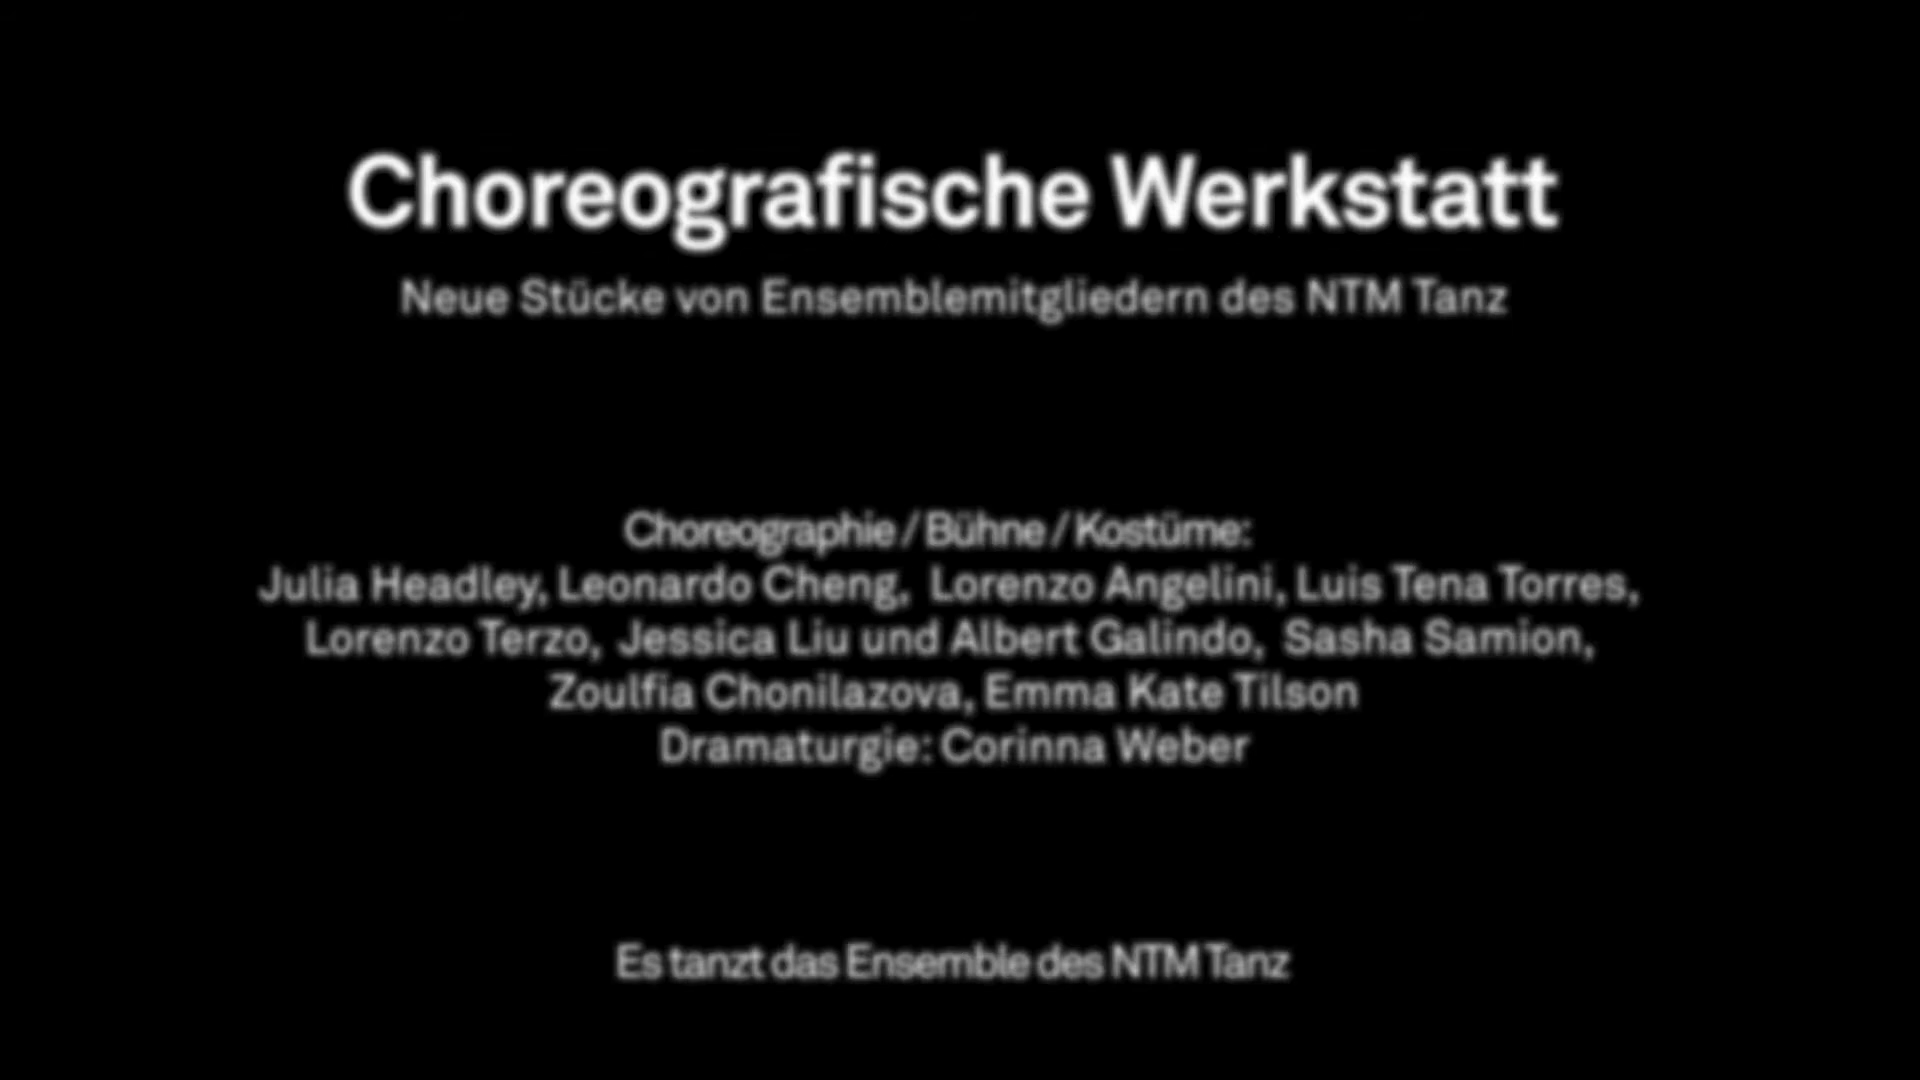 Choreografische Werkstatt
Neue Stücke von Ensemblemitgliedern des NTM Tanz
Choreographie / Bühne / Kostüme:
Julia Headley, Leonardo Cheng, Lorenzo Angelini, Luis Tena Torres,
Lorenzo Terzo, Jessica Liu und Albert Galindo, Sasha Samion,
Zoulfia Chonilazova, Emma Kate Tilson
Dramaturgie: Corinna Weber
Es tanzt das Ensemble des NTM Tanz